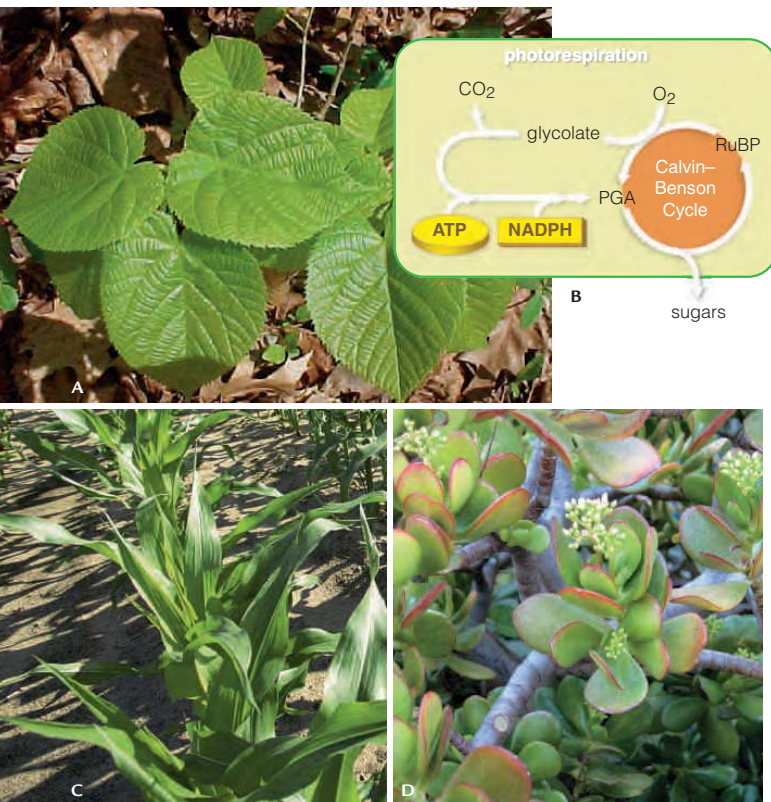 photorespiration
CO2
O2
glycolate
RuBP
Calvin–
Benson
Cycle
PGA
ATP
NADPH
B
sugars
A
C
D